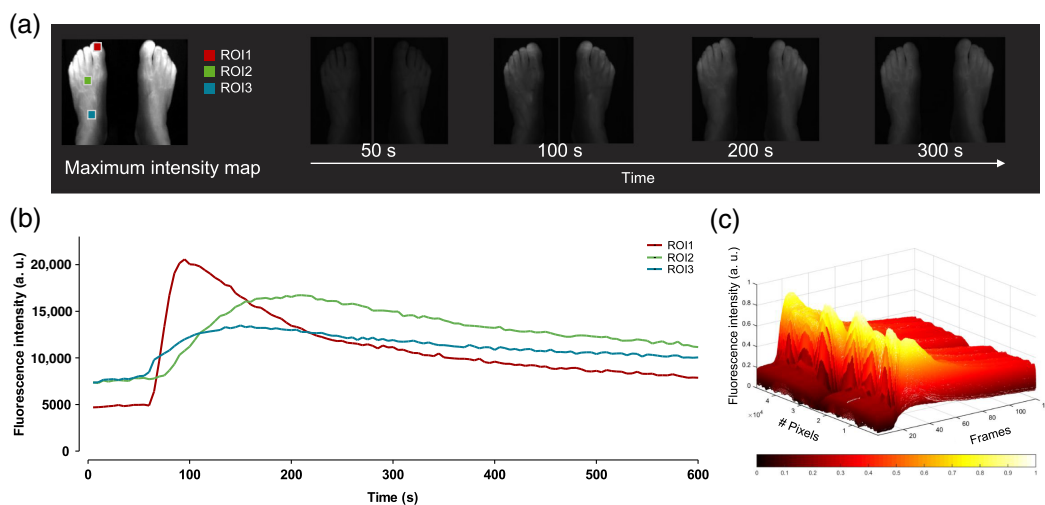 (a)
ROI1
ROI2
ROI3
Maximum intensity map
50 s
100 s
200 s
300 s
Time
(b)
Fluorescence intensity (a. u.)
20,000
15,000
10,000
5000
0
0
100
200
300
400
500
600
Time (s)
ROI1
ROI2
ROI3
(c)
Fluorescence intensity (a. u.)
1
0.8
0.6
0.4
0.2
0
×10⁴
4
3
2
1
# Pixels
20
40
60
80
100
1
Frames
0
0.1
0.2
0.3
0.4
0.5
0.6
0.7
0.8
0.9
1